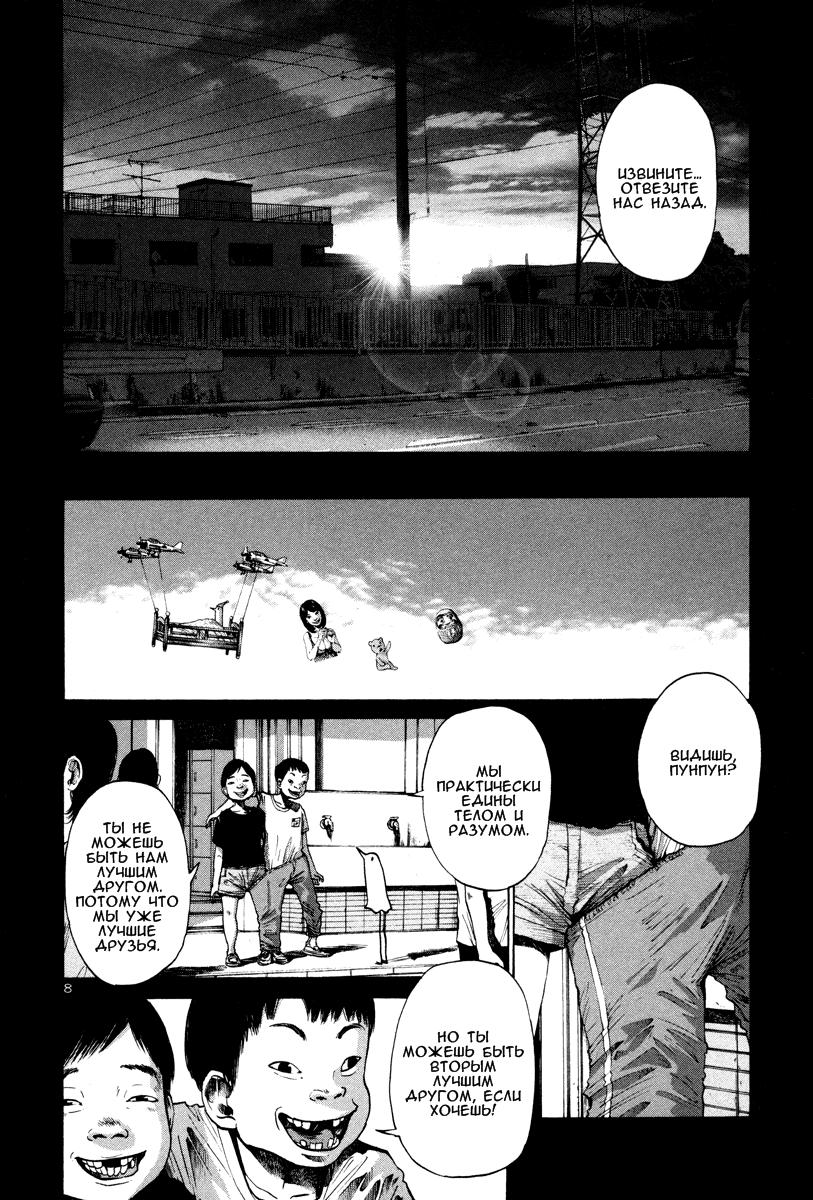 ИЗВИНИТЕ...
ОТВЕЗИТЕ
НАС НАЗАД.
ВИДИШЬ,
ПУНПУН?
МЫ
ПРАКТИЧЕСКИ
ЕДИНЫ
ТЕЛОМ И
РАЗУМОМ.
ТЫ НЕ
МОЖЕШЬ
БЫТЬ НАМ
ЛУЧШИМ
ДРУГОМ.
ПОТОМУ ЧТО
МЫ УЖЕ
ЛУЧШИЕ
ДРУЗЬЯ.
8
НО ТЫ
МОЖЕШЬ БЫТЬ
ВТОРЫМ
ЛУЧШИМ
ДРУГОМ, ЕСЛИ
ХОЧЕШЬ!